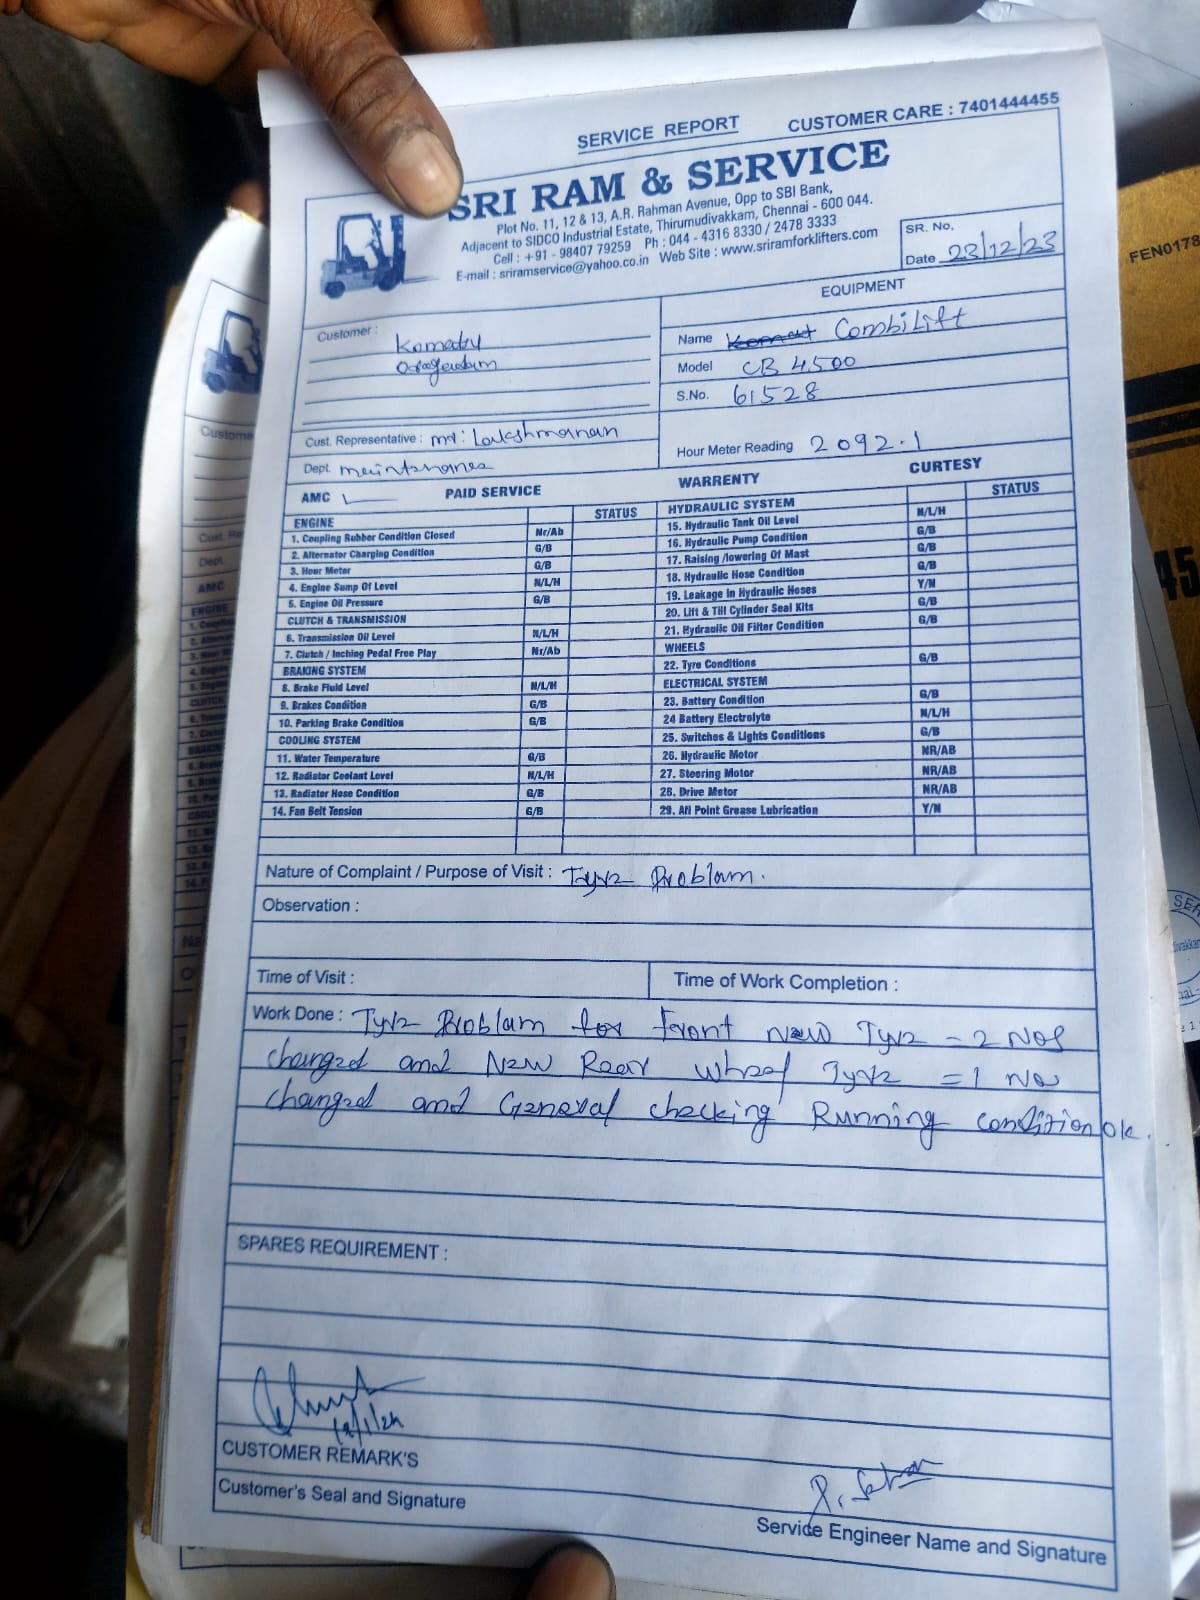 SERVICE REPORT CUSTOMER CARE : 7401444455
SRI RAM & SERVICE
Plot No. 11, 12 & 13, A.R. Rahman Avenue, Opp to SBI Bank,
Adjacent to SIDCO Industrial Estate, Thirumudivakkam, Chennai - 600 044.
Cell : +91 - 98407 79259 Ph : 044 - 4316 8330 / 2478 3333
E-mail : sriramservice@yahoo.co.in Web Site : www.sriramforklifters.com
SR. No.
Date 23/12/23
Customer :
EQUIPMENT
Name CombiLift
Model CB 4500
S.No. 61528
Cust. Representative : mr: Lakshmanan
Dept.
Hour Meter Reading 2092.1
AMC PAID SERVICE WARRENTY CURTESY
STATUS
ENGINE
1. Coupling Rubber Condition Closed Nr/Ab
2. Alternator Charging Condition G/B
3. Hour Meter G/B
4. Engine Sump Of Level N/L/H
5. Engine Oil Pressure G/B
CLUTCH & TRANSMISSION
6. Transmission Oil Level N/L/H
7. Clutch / Inching Pedal Free Play Nr/Ab
BRAKING SYSTEM
8. Brake Fluid Level N/L/H
9. Brakes Condition G/B
10. Parking Brake Condition G/B
COOLING SYSTEM
11. Water Temperature G/B
12. Radiator Coolant Level N/L/H
13. Radiator Hose Condition G/B
14. Fan Belt Tension G/B
STATUS
HYDRAULIC SYSTEM
15. Hydraulic Tank Oil Level N/L/H
16. Hydraulic Pump Condition G/B
17. Raising /lowering Of Mast G/B
18. Hydraulic Hose Condition G/B
19. Leakage in Hydraulic Hoses Y/N
20. Lift & Tilt Cylinder Seal Kits G/B
21. Hydraulic Oil Filter Condition G/B
WHEELS
22. Tyre Conditions G/B
ELECTRICAL SYSTEM
23. Battery Condition G/B
24 Battery Electrolyte N/L/H
25. Switches & Lights Conditions G/B
26. Hydraulic Motor NR/AB
27. Steering Motor NR/AB
28. Drive Motor NR/AB
29. All Point Grease Lubrication Y/N
Nature of Complaint / Purpose of Visit : Tyre Problam.
Observation :
Time of Visit : Time of Work Completion :
Work Done : Tyre Problam for Front New Tyre = 2 Nos
changed and New Rear wheel Tyre = 1 No
changed and General checking Running condition ok.
SPARES REQUIREMENT :
CUSTOMER REMARK'S
Customer's Seal and Signature
Service Engineer Name and Signature
FEN0178